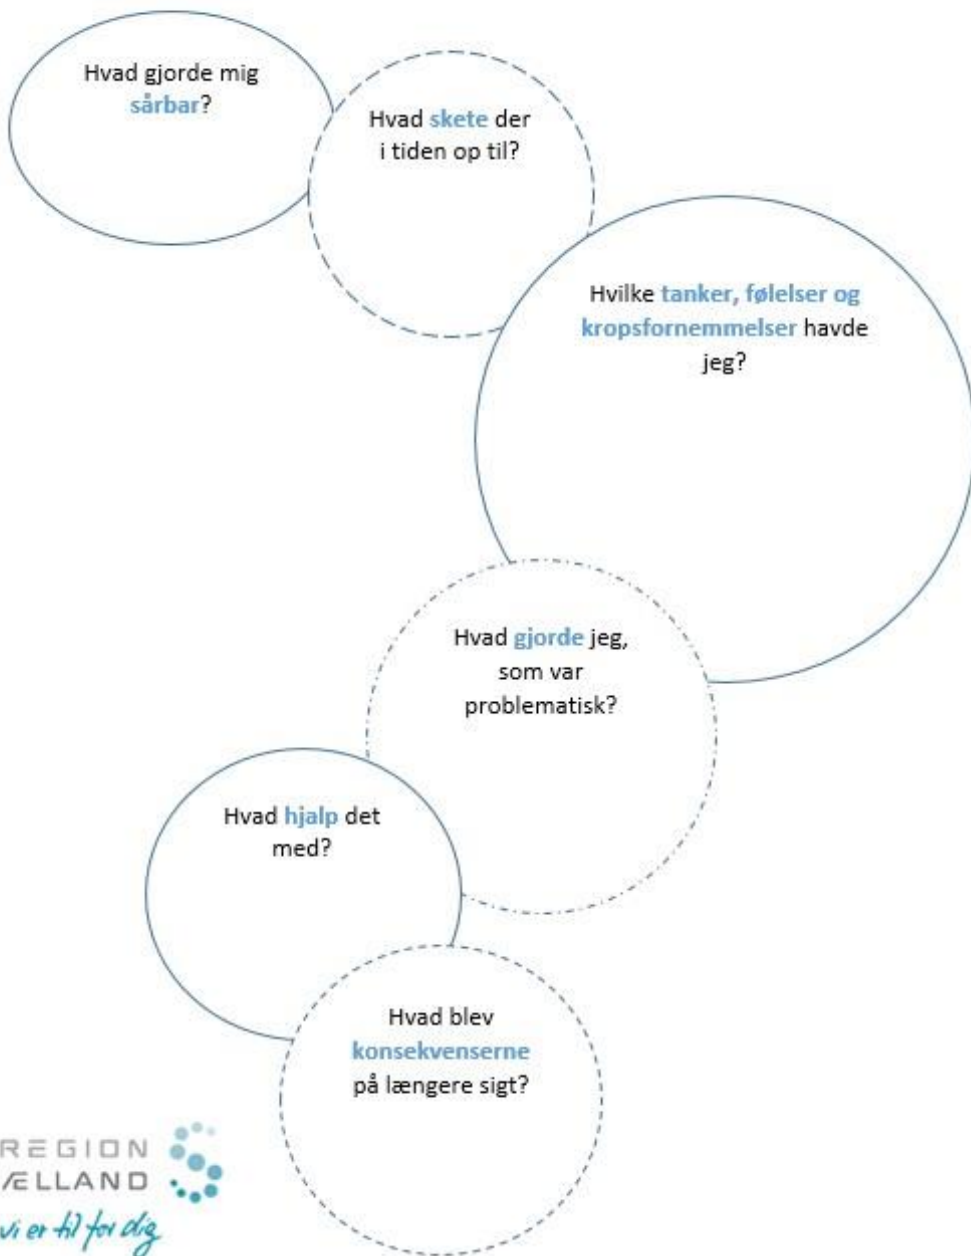 Hvad gjorde mig
sårbar?
Hvad skete der
i tiden op til?
Hvilke tanker, følelser og
kropsfornemmelser havde
jeg?
Hvad gjorde jeg,
som var
problematisk?
Hvad hjalp det
med?
Hvad blev
konsekvenserne
på længere sigt?
REGION
ÆLLAND
vi er til for dig